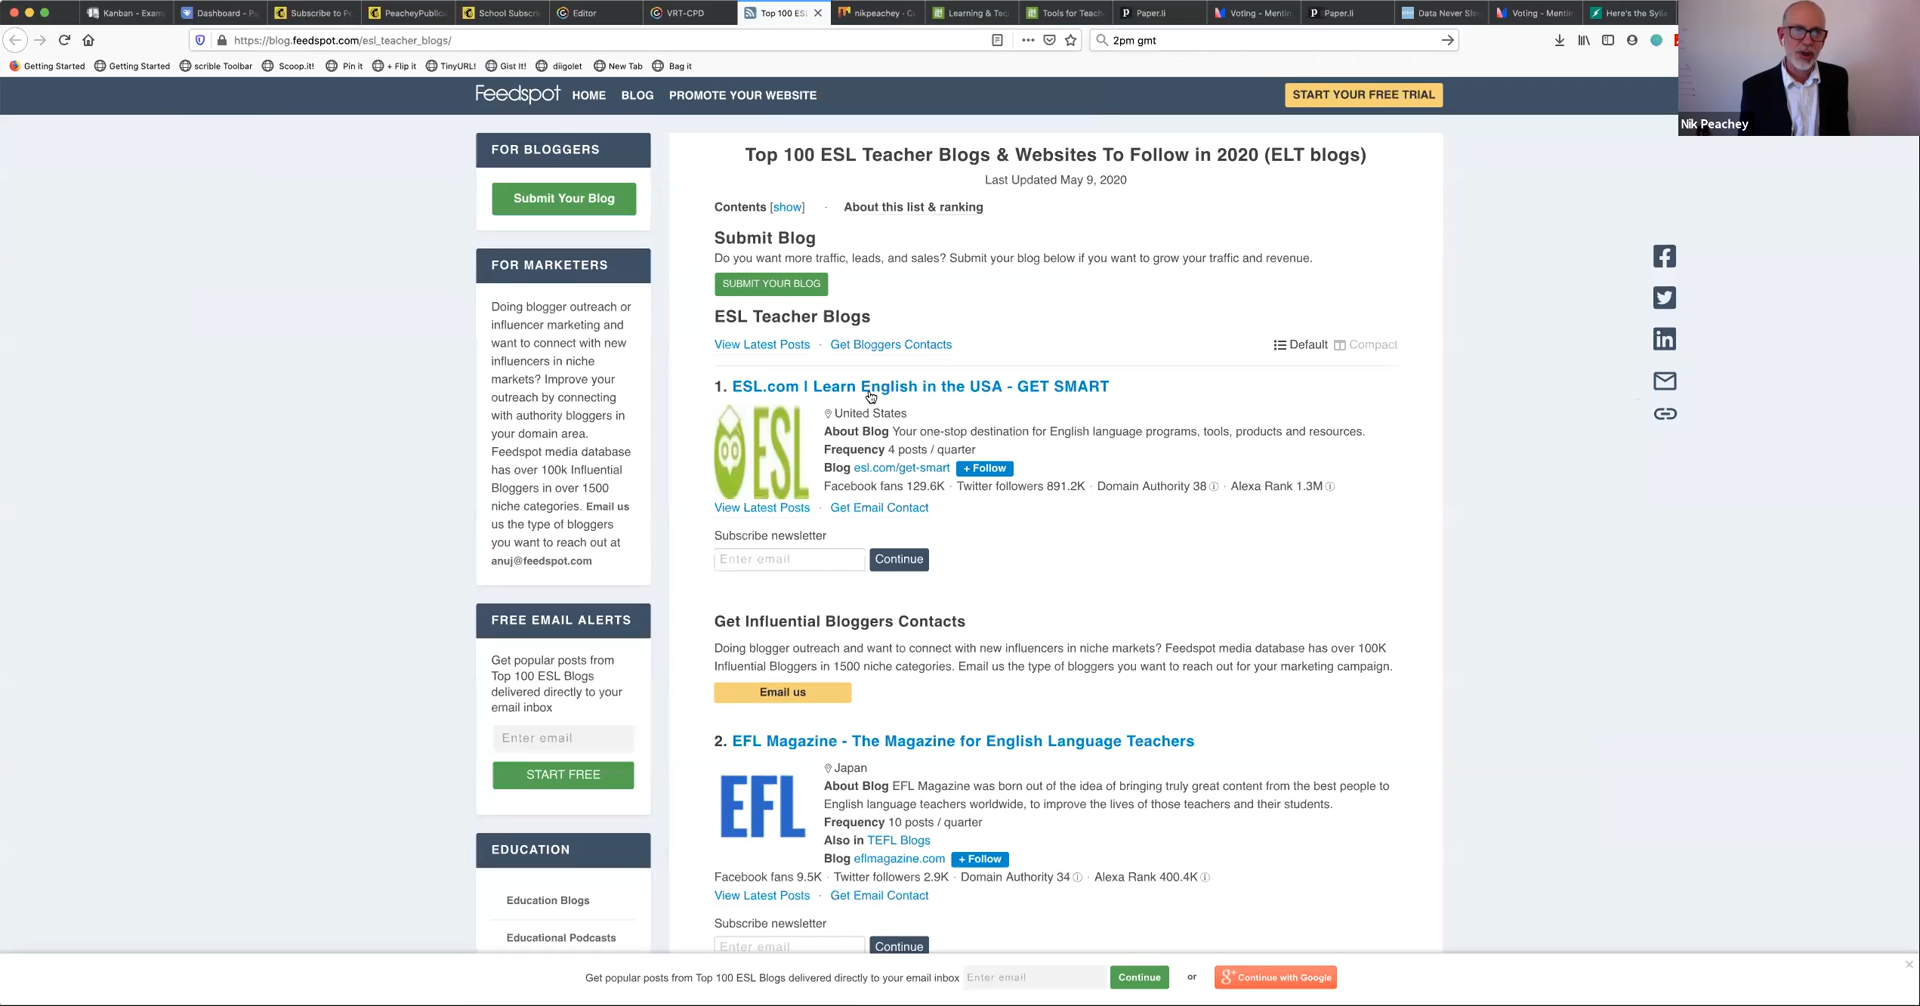 Kanban - Exam
Dashboard - P
Subscribe to P
PeacheyPublic
School Subscr
Editor
VRT-CPD
Top 100 ESL
nikpeachey - C
Learning & Tec
Tools for Teach
Paper.li
Voting - Mentin
Paper.li
Data Never Sle
Voting - Mentin
Here's the Sylla
https://blog.feedspot.com/esl_teacher_blogs/
2pm gmt
Getting Started
Getting Started
scrible Toolbar
Scoop.it!
Pin it
+ Flip it
TinyURL!
Gist It!
diigolet
New Tab
Bag it
Nik Peachey
Feedspot HOME BLOG PROMOTE YOUR WEBSITE
START YOUR FREE TRIAL
FOR BLOGGERS
Submit Your Blog
FOR MARKETERS
Doing blogger outreach or
influencer marketing and
want to connect with new
influencers in niche
markets? Improve your
outreach by connecting
with authority bloggers in
your domain area.
Feedspot media database
has over 100k Influential
Bloggers in over 1500
niche categories. Email us
us the type of bloggers
you want to reach out at
anuj@feedspot.com
FREE EMAIL ALERTS
Get popular posts from
Top 100 ESL Blogs
delivered directly to your
email inbox
Enter email
START FREE
EDUCATION
Education Blogs
Educational Podcasts
Top 100 ESL Teacher Blogs & Websites To Follow in 2020 (ELT blogs)
Last Updated May 9, 2020
Contents [show] · About this list & ranking
Submit Blog
Do you want more traffic, leads, and sales? Submit your blog below if you want to grow your traffic and revenue.
SUBMIT YOUR BLOG
ESL Teacher Blogs
View Latest Posts · Get Bloggers Contacts
Default Compact
1. ESL.com | Learn English in the USA - GET SMART
ESL
United States
About Blog Your one-stop destination for English language programs, tools, products and resources.
Frequency 4 posts / quarter
Blog esl.com/get-smart + Follow
Facebook fans 129.6K · Twitter followers 891.2K · Domain Authority 38 · Alexa Rank 1.3M
View Latest Posts · Get Email Contact
Subscribe newsletter
Enter email Continue
Get Influential Bloggers Contacts
Doing blogger outreach and want to connect with new influencers in niche markets? Feedspot media database has over 100K
Influential Bloggers in 1500 niche categories. Email us the type of bloggers you want to reach out for your marketing campaign.
Email us
2. EFL Magazine - The Magazine for English Language Teachers
EFL
Japan
About Blog EFL Magazine was born out of the idea of bringing truly great content from the best people to
English language teachers worldwide, to improve the lives of those teachers and their students.
Frequency 10 posts / quarter
Also in TEFL Blogs
Blog eflmagazine.com + Follow
Facebook fans 9.5K · Twitter followers 2.9K · Domain Authority 34 · Alexa Rank 400.4K
View Latest Posts · Get Email Contact
Subscribe newsletter
Enter email Continue
Get popular posts from Top 100 ESL Blogs delivered directly to your email inbox Enter email Continue or Continue with Google